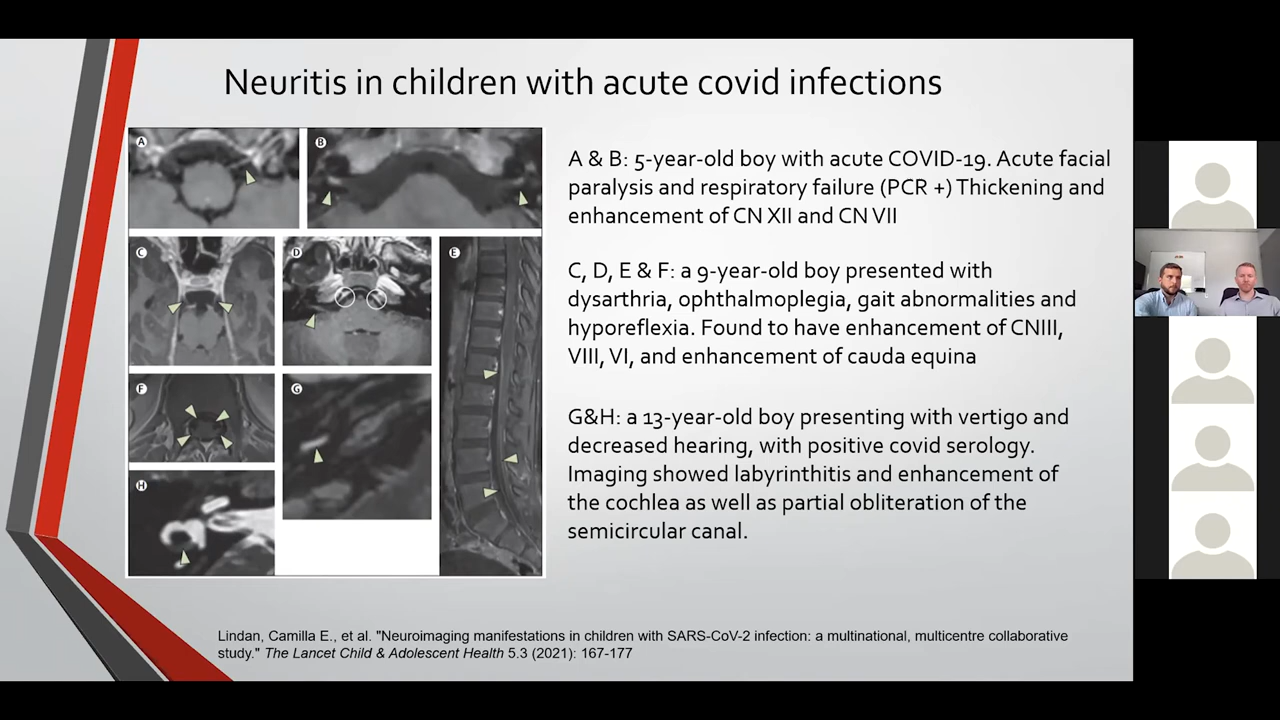 Neuritis in children with acute covid infections
A
B
A & B: 5-year-old boy with acute COVID-19. Acute facial
paralysis and respiratory failure (PCR +) Thickening and
enhancement of CN XII and CN VII
C
D
E
C, D, E & F: a 9-year-old boy presented with
dysarthria, ophthalmoplegia, gait abnormalities and
hyporeflexia. Found to have enhancement of CNIII,
VIII, VI, and enhancement of cauda equina
F
G
G&H: a 13-year-old boy presenting with vertigo and
decreased hearing, with positive covid serology.
Imaging showed labyrinthitis and enhancement of
the cochlea as well as partial obliteration of the
semicircular canal.
H
Lindan, Camilla E., et al. "Neuroimaging manifestations in children with SARS-CoV-2 infection: a multinational, multicentre collaborative
study." The Lancet Child & Adolescent Health 5.3 (2021): 167-177